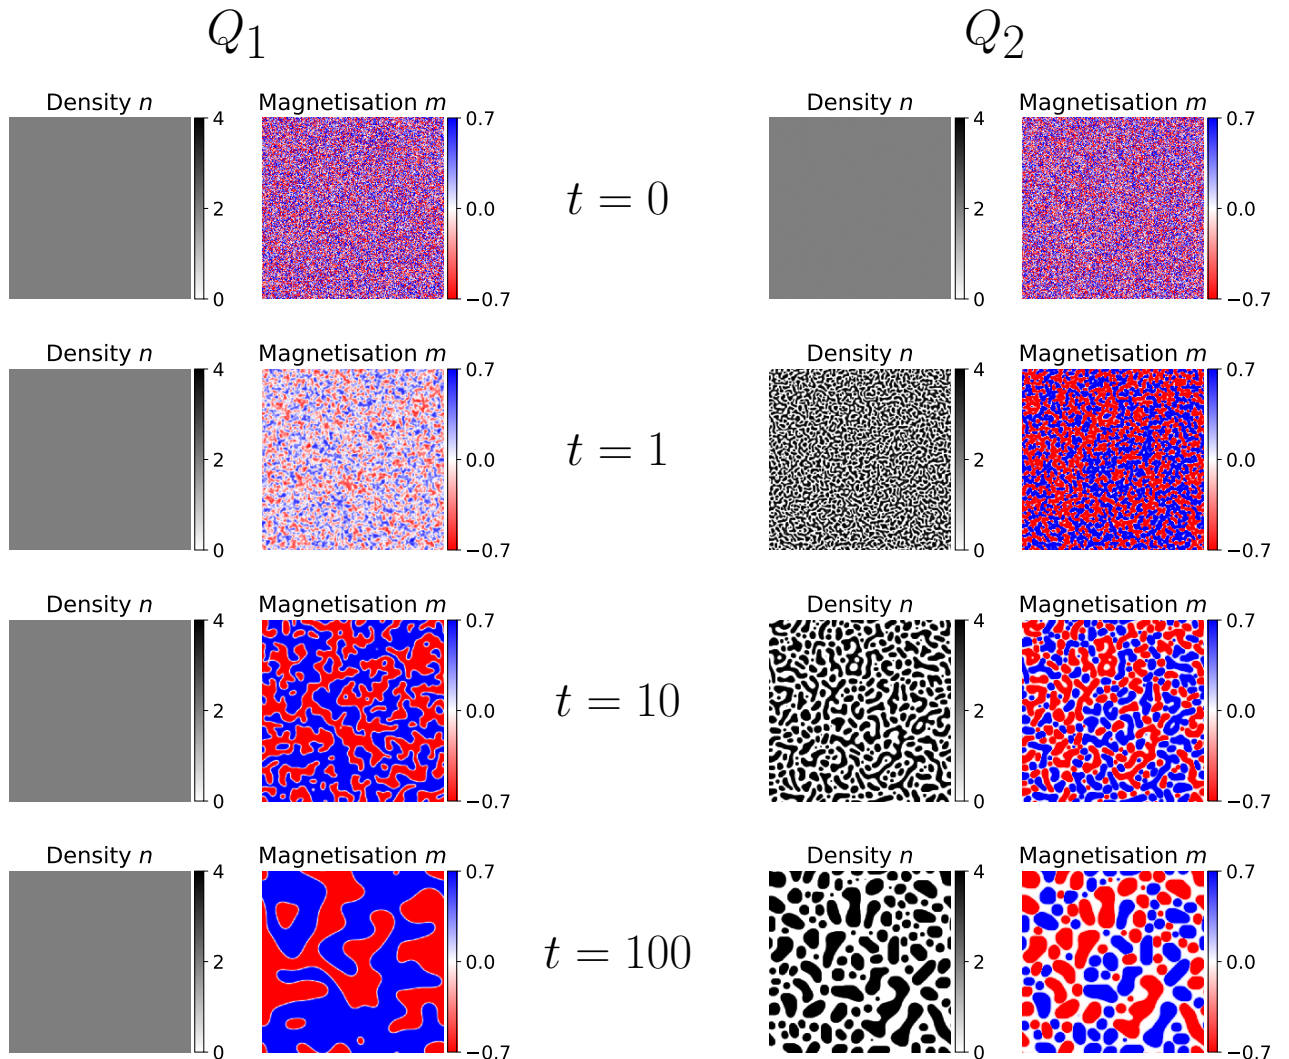 Q1 Q2
Density n Magnetisation m Density n Magnetisation m
4 0.7 4 0.7
2 0.0 t = 0 2 0.0
0 −0.7 0 −0.7
Density n Magnetisation m Density n Magnetisation m
4 0.7 4 0.7
2 0.0 t = 1 2 0.0
0 −0.7 0 −0.7
Density n Magnetisation m Density n Magnetisation m
4 0.7 4 0.7
2 0.0 t = 10 2 0.0
0 −0.7 0 −0.7
Density n Magnetisation m Density n Magnetisation m
4 0.7 4 0.7
2 0.0 t = 100 2 0.0
0 −0.7 0 −0.7